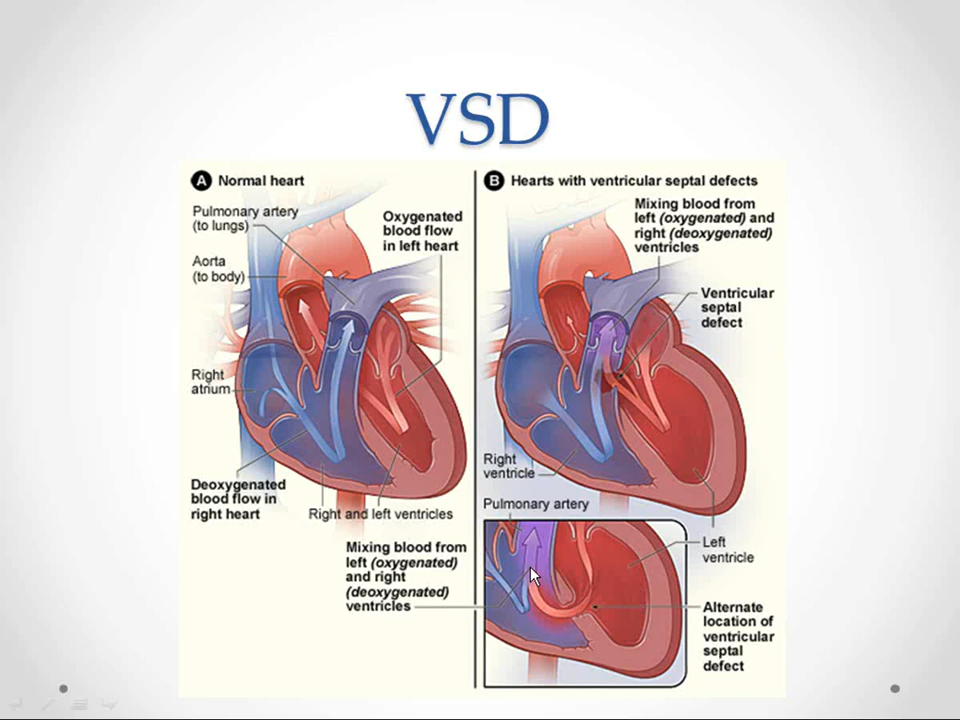 VSD
A Normal heart
Pulmonary artery
(to lungs)
Aorta
(to body)
Oxygenated
blood flow
in left heart
Right
atrium
Deoxygenated
blood flow in
right heart
Right and left ventricles
B Hearts with ventricular septal defects
Mixing blood from
left (oxygenated) and
right (deoxygenated)
ventricles
Ventricular
septal
defect
Right
ventricle
Pulmonary artery
Left
ventricle
Mixing blood from
left (oxygenated)
and right
(deoxygenated)
ventricles
Alternate
location of
ventricular
septal
defect